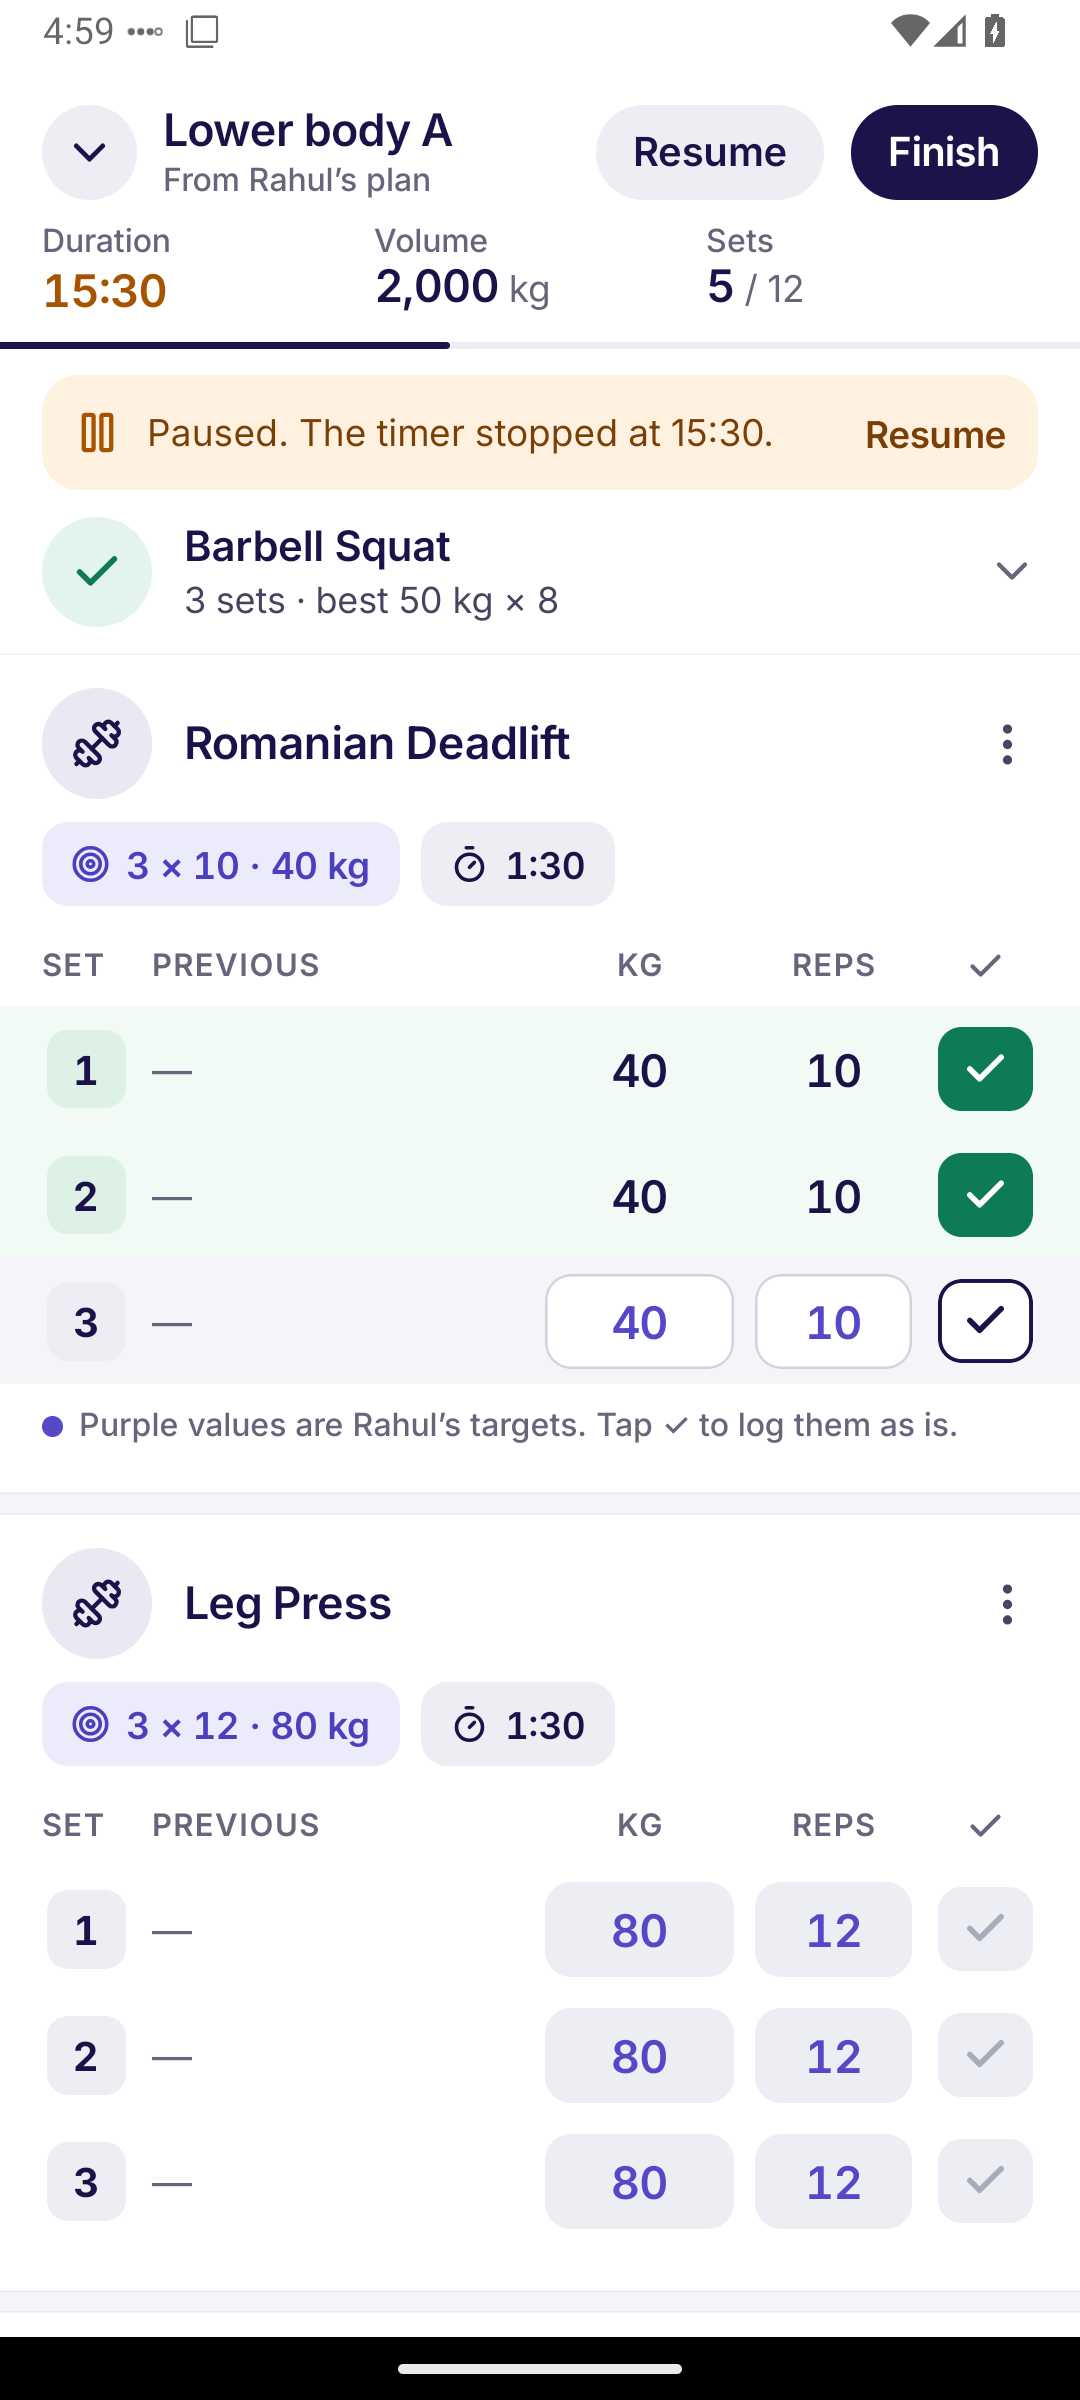 4:59
Lower body A
From Rahul’s plan
Resume
Finish
Duration
Volume
Sets
15:30
2,000 kg
5 / 12
Paused. The timer stopped at 15:30.
Resume
Barbell Squat
3 sets · best 50 kg × 8
Romanian Deadlift
3 × 10 · 40 kg
1:30
SET PREVIOUS KG REPS ✓
1 — 40 10 ✓
2 — 40 10 ✓
3 — 40 10 ✓
Purple values are Rahul’s targets. Tap ✓ to log them as is.
Leg Press
3 × 12 · 80 kg
1:30
SET PREVIOUS KG REPS ✓
1 — 80 12 ✓
2 — 80 12 ✓
3 — 80 12 ✓